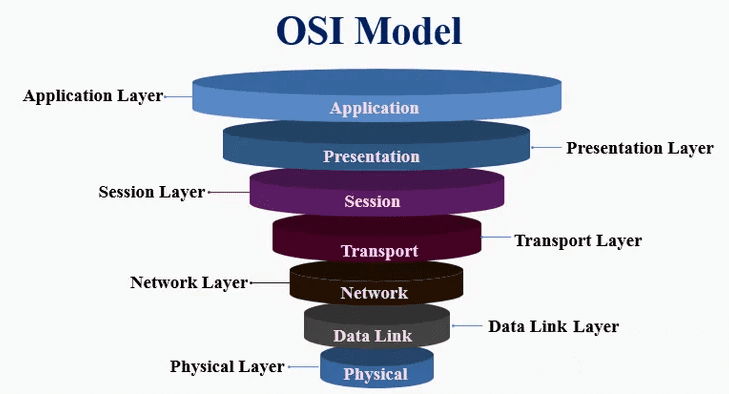 OSI Model
Application Layer
Application
Presentation
Presentation Layer
Session Layer
Session
Transport
Transport Layer
Network Layer
Network
Data Link
Data Link Layer
Physical Layer
Physical